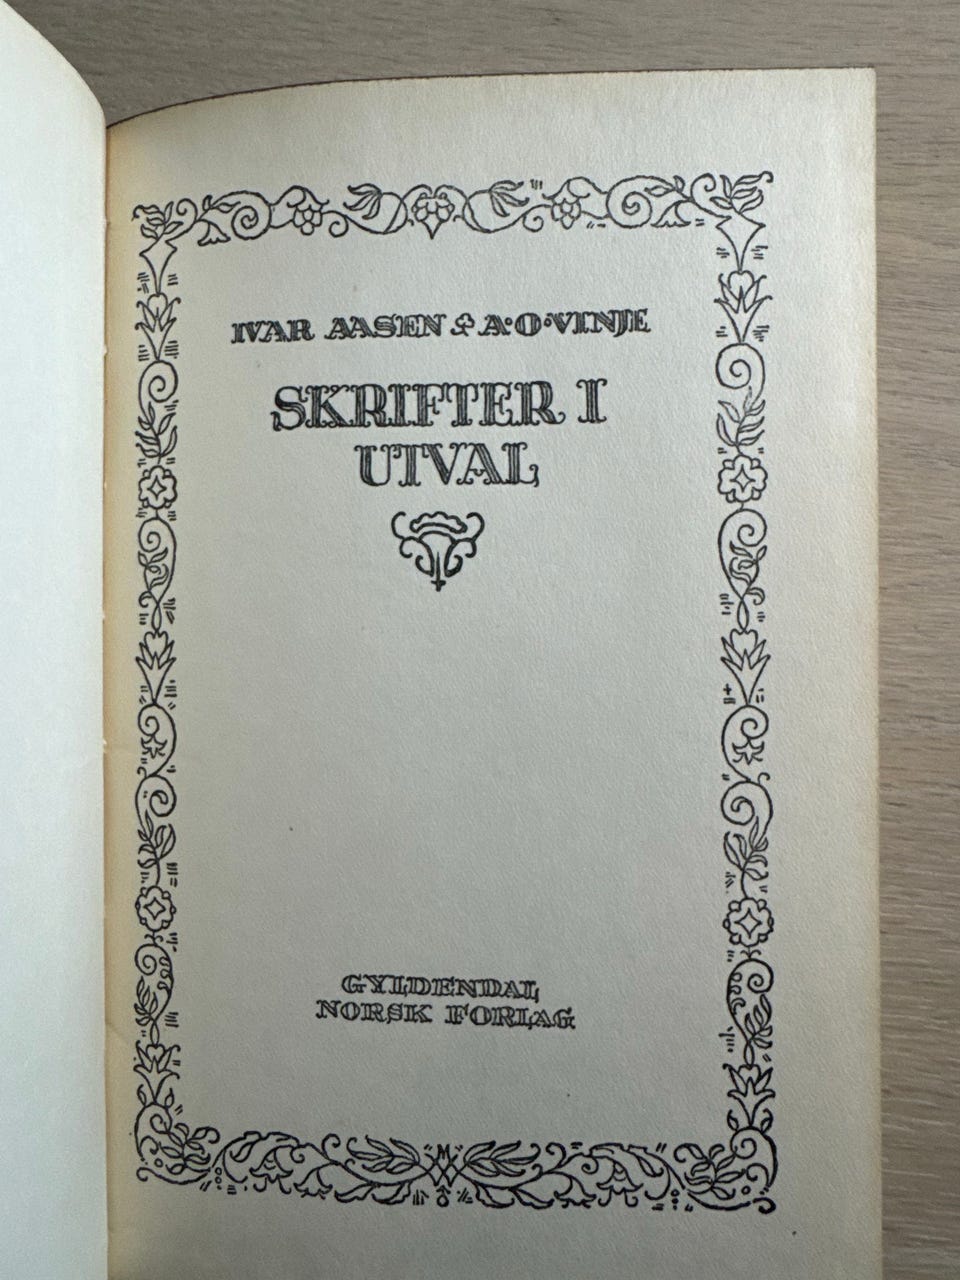 IVAR AASEN & A·O·VINJE
SKRIFTER I
UTVAL
GYLDENDAL
NORSK FORLAG